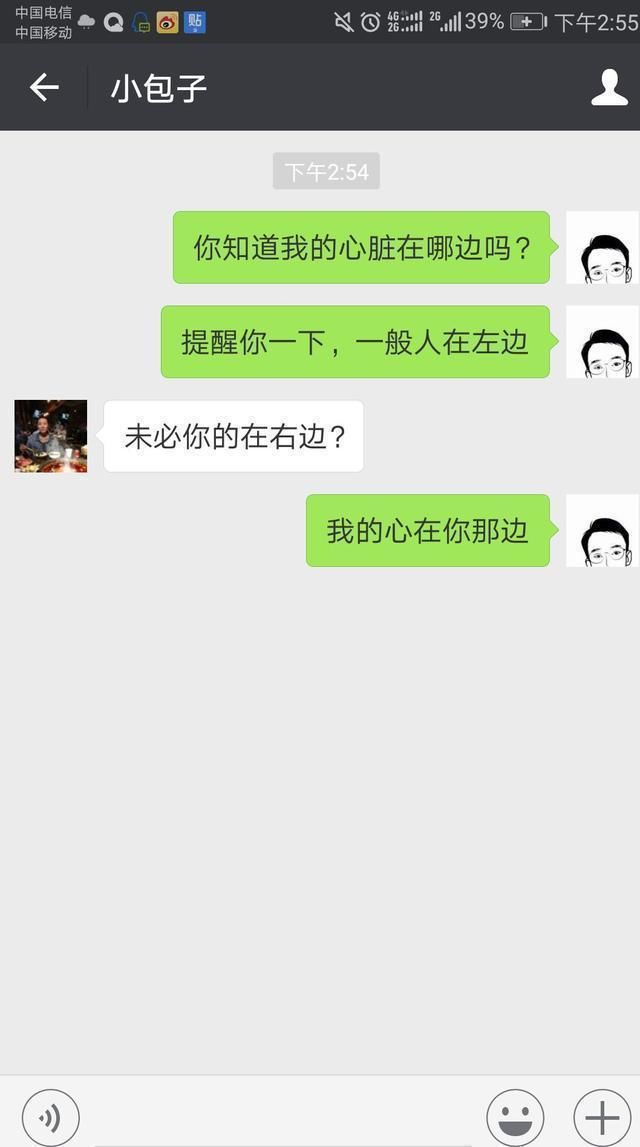 中国电信
中国移动
贴
4G
2G
2G
39%
下午2:55
小包子
下午2:54
你知道我的心脏在哪边吗？
提醒你一下，一般人在左边
未必你的在右边？
我的心在你那边